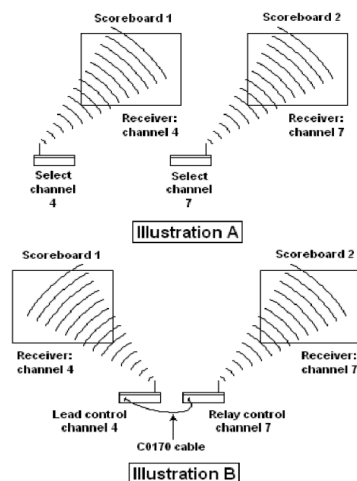 Scoreboard 1
Scoreboard 2
Receiver:
channel 4
Receiver:
channel 7
Select
channel
4
Select
channel
7
Illustration A
Scoreboard 1
Scoreboard 2
Receiver:
channel 4
Receiver:
channel 7
Lead control
channel 4
Relay control
channel 7
C0170 cable
Illustration B